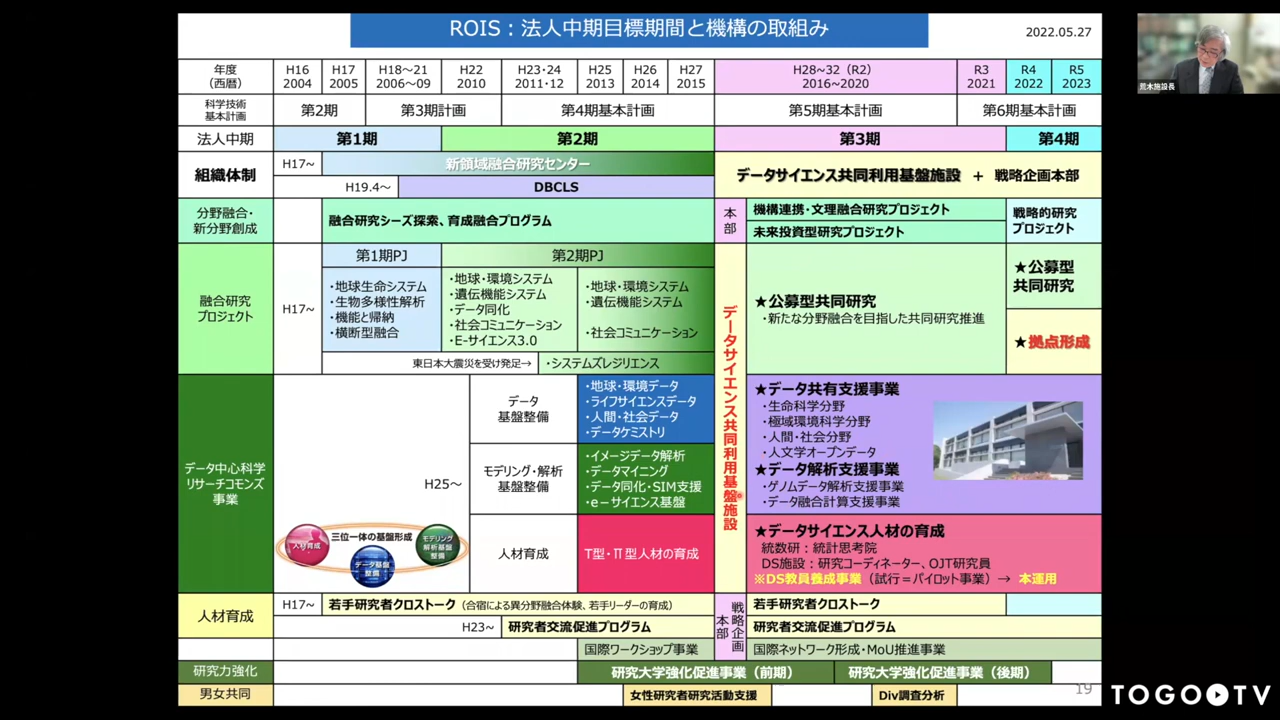 ROIS：法人中期目標期間と機構の取組み
2022.05.27
荒木施設長
年度
(西暦)
H16
2004
H17
2005
H18～21
2006～09
H22
2010
H23・24
2011・12
H25
2013
H26
2014
H27
2015
H28～32（R2）
2016～2020
R3
2021
R4
2022
R5
2023
科学技術
基本計画
第2期
第3期計画
第4期基本計画
第5期基本計画
第6期基本計画
法人中期
第1期
第2期
第3期
第4期
組織体制
H17～
新領域融合研究センター
H19.4～
DBCLS
データサイエンス共同利用基盤施設 + 戦略企画本部
分野融合・
新分野創成
融合研究シーズ探索、育成融合プログラム
本部
機構連携・文理融合研究プロジェクト
未来投資型研究プロジェクト
戦略的研究
プロジェクト
融合研究
プロジェクト
H17～
第1期PJ
・地球生命システム
・生物多様性解析
・機能と帰納
・横断型融合
第2期PJ
・地球・環境システム
・遺伝機能システム
・データ同化
・社会コミュニケーション
・E-サイエンス3.0
・地球・環境システム
・遺伝機能システム
・社会コミュニケーション
東日本大震災を受け発足→
・システムズレジリエンス
データサイエンス共同利用基盤施設
★公募型共同研究
・新たな分野融合を目指した共同研究推進
★公募型
共同研究
★拠点形成
データ中心科学
リサーチコモンズ
事業
H25～
三位一体の基盤形成
人材育成
データ基盤
整備
モデリング
解析基盤
整備
データ
基盤整備
・地球・環境データ
・ライフサイエンスデータ
・人間・社会データ
・データケミストリ
モデリング・解析
基盤整備
・イメージデータ解析
・データマイニング
・データ同化・SIM支援
・e－サイエンス基盤
人材育成
T型・Π型人材の育成
★データ共有支援事業
・生命科学分野
・極域環境科学分野
・人間・社会分野
・人文学オープンデータ
★データ解析支援事業
・ゲノムデータ解析支援事業
・データ融合計算支援事業
★データサイエンス人材の育成
統数研：統計思考院
DS施設：研究コーディネーター、OJT研究員
※DS教員養成事業（試行＝パイロット事業）→ 本運用
人材育成
H17～
若手研究者クロストーク（合宿による異分野融合体験、若手リーダーの育成）
H23～
研究者交流促進プログラム
国際ワークショップ事業
戦略企画本部
若手研究者クロストーク
研究者交流促進プログラム
国際ネットワーク形成・MoU推進事業
研究力強化
研究大学強化促進事業（前期）
研究大学強化促進事業（後期）
男女共同
女性研究者研究活動支援
Div調査分析
19
TOGOTV